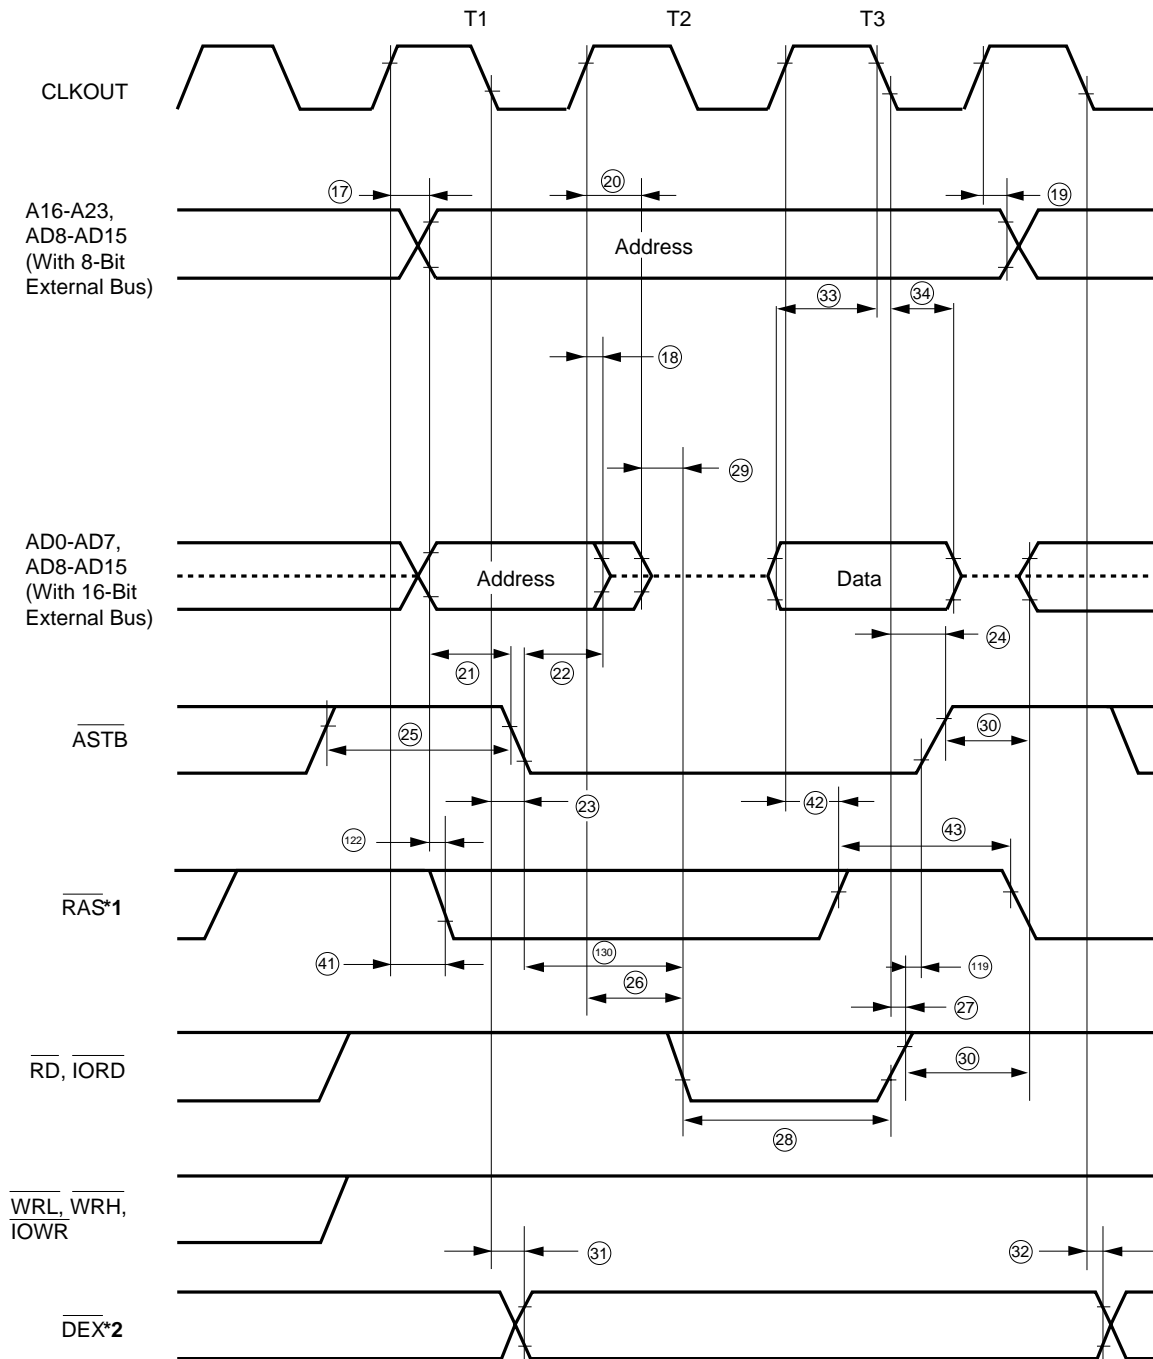 T1 T2 T3
CLKOUT
17 20 19
A16-A23,
AD8-AD15
(With 8-Bit
External Bus)
Address
33 34
18
29
AD0-AD7,
AD8-AD15
(With 16-Bit
External Bus)
Address Data
24
21 22
ASTB
25 30
23 42
122 43
RAS*1
41 130 119
26 27
RD, IORD
30
28
WRL, WRH,
IOWR
31 32
DEX*2